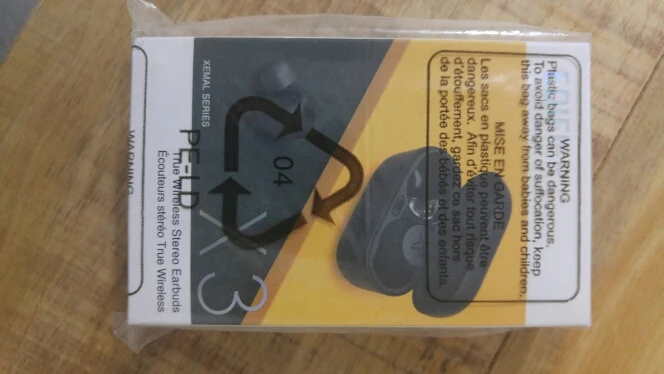 WARNING
Plastic bags can be dangerous.
To avoid danger of suffocation, keep
this bag away from babies and children.
MISE EN GARDE
Les sacs en plastique peuvent être
dangereux. Afin d'éviter tout risque
d'étouffement, gardez ce sac hors
de la portée des bébés et des enfants.
04
PE-LD
XEMAL SERIES
X3
True Wireless Stereo Earbuds
Écouteurs stéréo True Wireless
WARNING